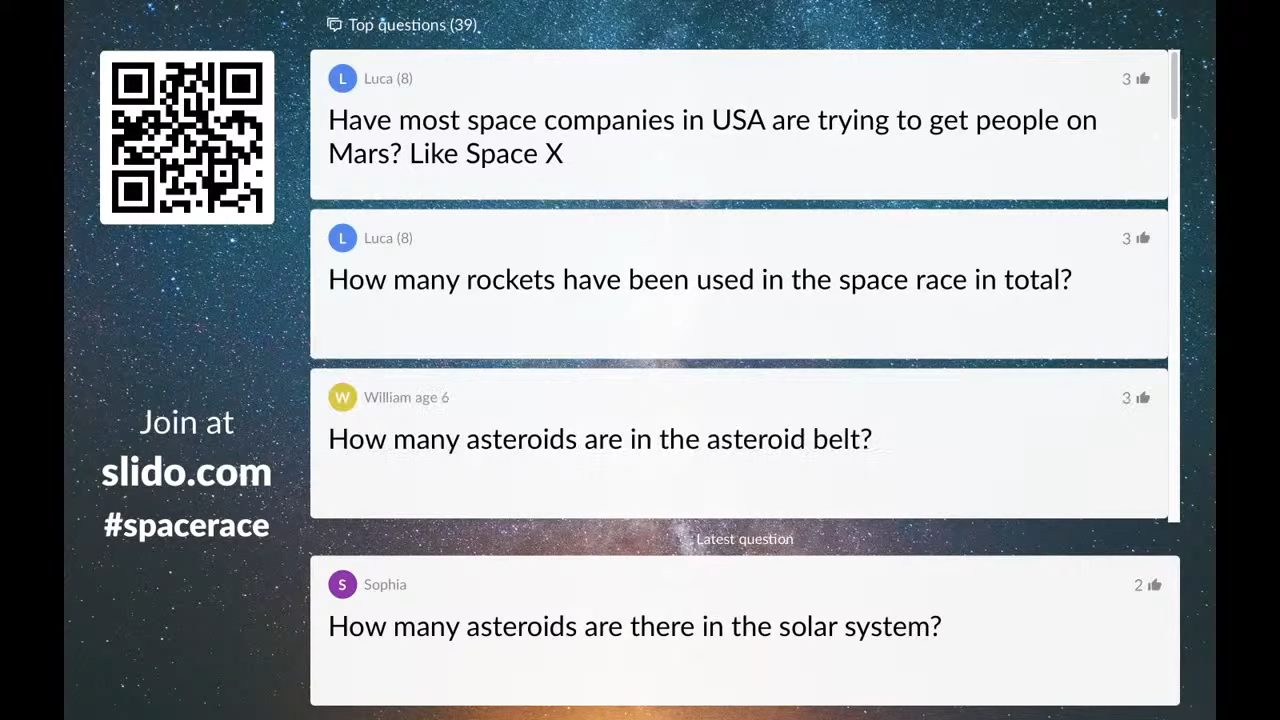 Top questions (39)
L Luca (8) 3
Have most space companies in USA are trying to get people on
Mars? Like Space X
L Luca (8) 3
How many rockets have been used in the space race in total?
W William age 6 3
How many asteroids are in the asteroid belt?
Join at
slido.com
#spacerace
Latest question
S Sophia 2
How many asteroids are there in the solar system?